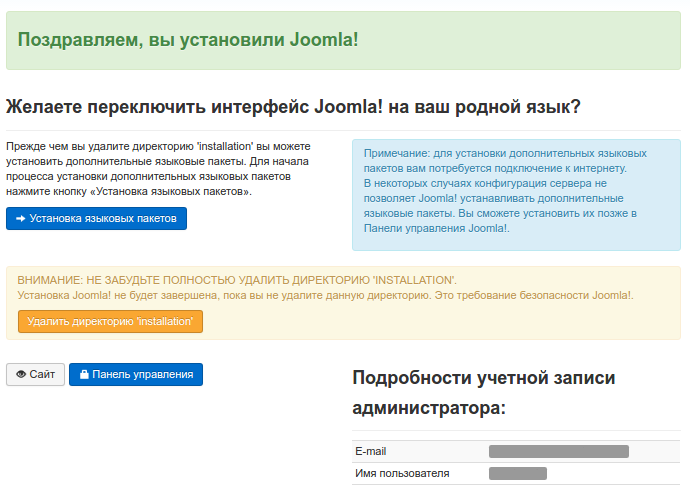 Поздравляем, вы установили Joomla!
Желаете переключить интерфейс Joomla! на ваш родной язык?
Прежде чем вы удалите директорию 'installation' вы можете
установить дополнительные языковые пакеты. Для начала
процесса установки дополнительных языковых пакетов
нажмите кнопку «Установка языковых пакетов».
Установка языковых пакетов
Примечание: для установки дополнительных языковых
пакетов вам потребуется подключение к интернету.
В некоторых случаях конфигурация сервера не
позволяет Joomla! устанавливать дополнительные
языковые пакеты. Вы сможете установить их позже в
Панели управления Joomla!.
ВНИМАНИЕ: НЕ ЗАБУДЬТЕ ПОЛНОСТЬЮ УДАЛИТЬ ДИРЕКТОРИЮ 'INSTALLATION'.
Установка Joomla! не будет завершена, пока вы не удалите данную директорию. Это требование безопасности Joomla!.
Удалить директорию 'installation'
Сайт
Панель управления
Подробности учетной записи
администратора:
E-mail
Имя пользователя